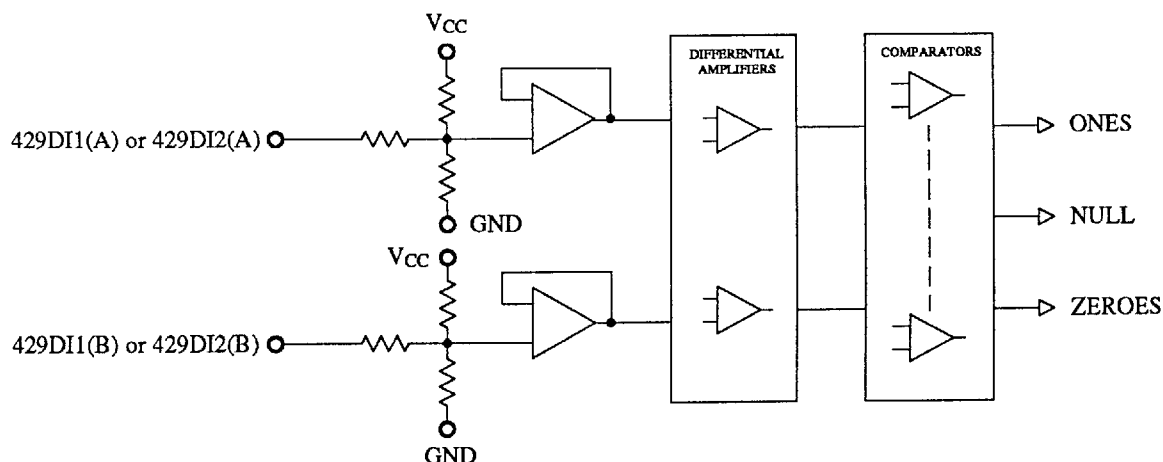 VCC
DIFFERENTIAL
AMPLIFIERS
COMPARATORS
429DI1(A) or 429DI2(A)
ONES
GND
NULL
VCC
ZEROES
429DI1(B) or 429DI2(B)
GND